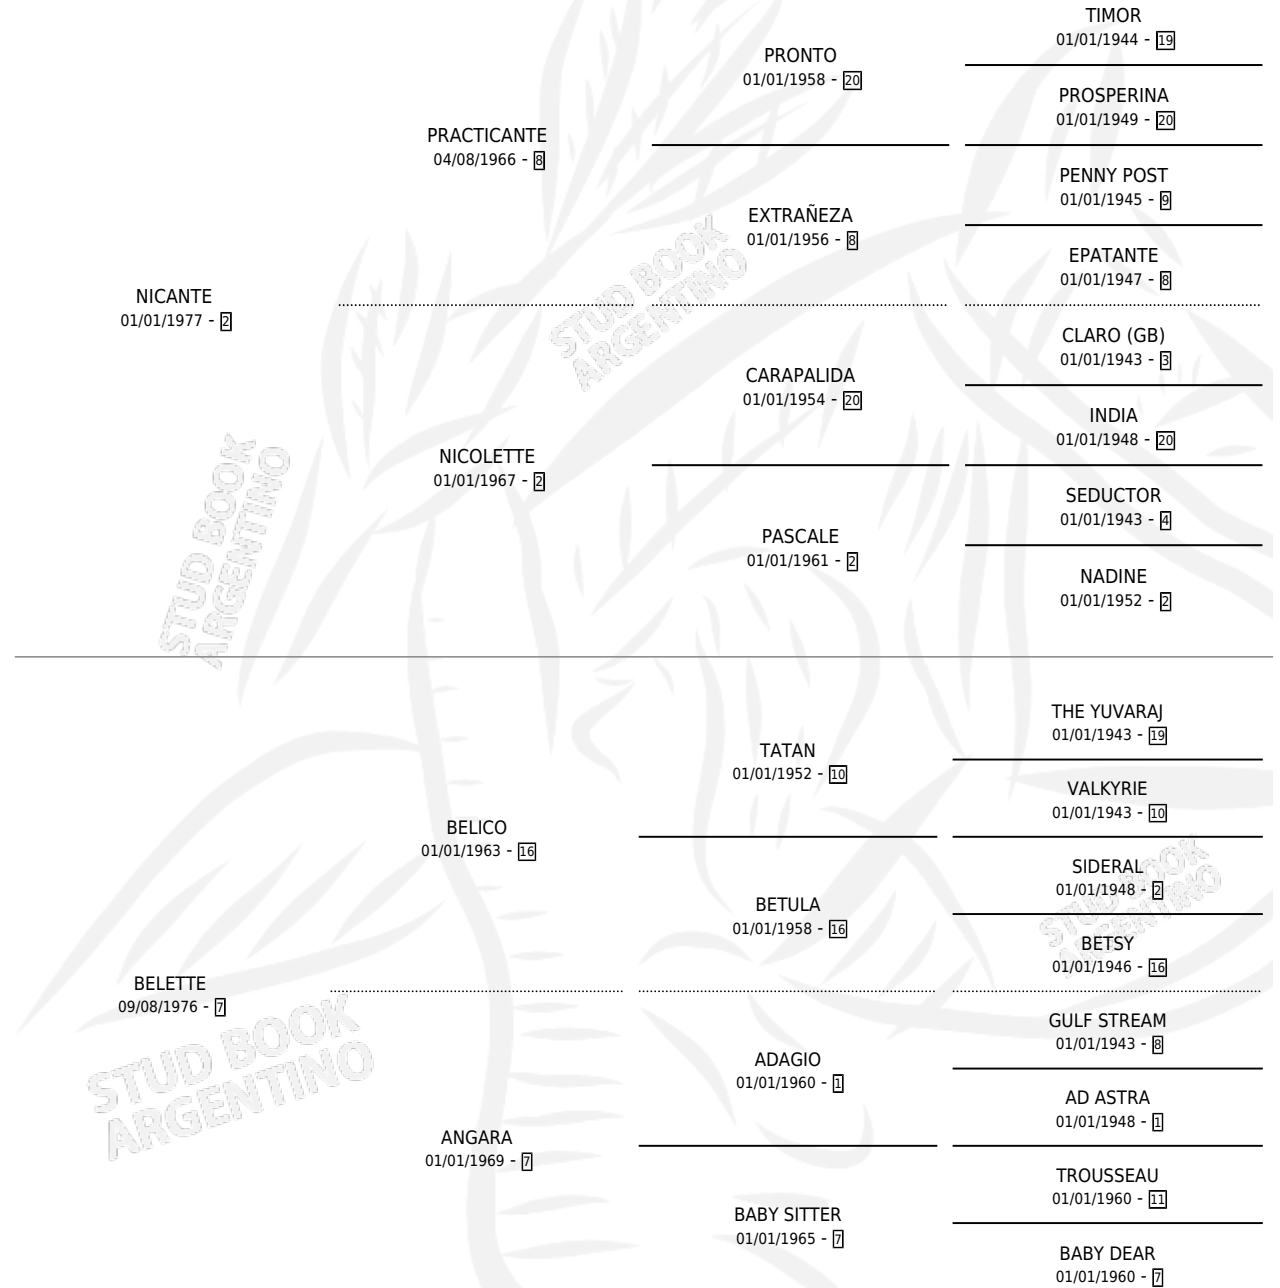 TIMOR
01/01/1944 - 19
PRONTO
01/01/1958 - 20
PROSPERINA
01/01/1949 - 20
PRACTICANTE
04/08/1966 - 8
PENNY POST
01/01/1945 - 9
EXTRAÑEZA
01/01/1956 - 8
EPATANTE
01/01/1947 - 8
NICANTE
01/01/1977 - 2
CLARO (GB)
01/01/1943 - 3
CARAPALIDA
01/01/1954 - 20
INDIA
01/01/1948 - 20
NICOLETTE
01/01/1967 - 2
SEDUCTOR
01/01/1943 - 4
PASCALE
01/01/1961 - 2
NADINE
01/01/1952 - 2
THE YUVARAJ
01/01/1943 - 19
TATAN
01/01/1952 - 10
VALKYRIE
01/01/1943 - 10
BELICO
01/01/1963 - 16
SIDERAL
01/01/1948 - 2
BETULA
01/01/1958 - 16
BETSY
01/01/1946 - 16
BELETTE
09/08/1976 - 7
GULF STREAM
01/01/1943 - 8
ADAGIO
01/01/1960 - 1
AD ASTRA
01/01/1948 - 1
ANGARA
01/01/1969 - 7
TROUSSEAU
01/01/1960 - 11
BABY SITTER
01/01/1965 - 7
BABY DEAR
01/01/1960 - 7
STUD BOOK
ARGENTINO
STUD BOOK
ARGENTINO
STUD BOOK
ARGENTINO
STUD BOOK
ARGENTINO